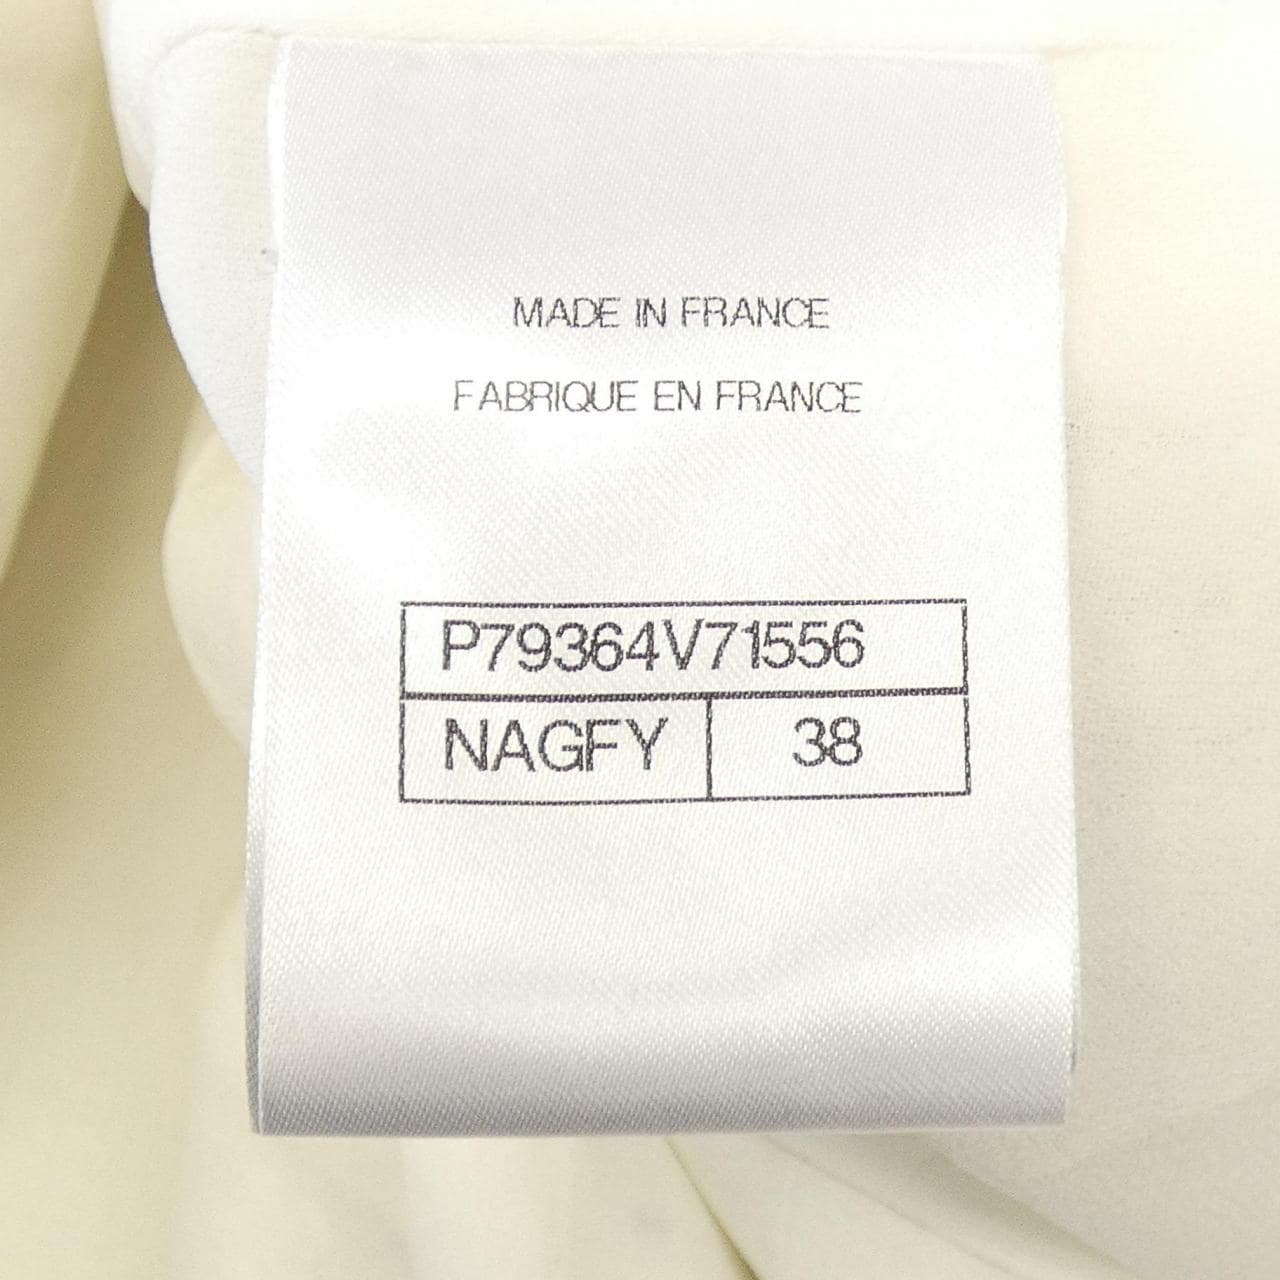 MADE IN FRANCE
FABRIQUE EN FRANCE
P79364V71556
NAGFY 38